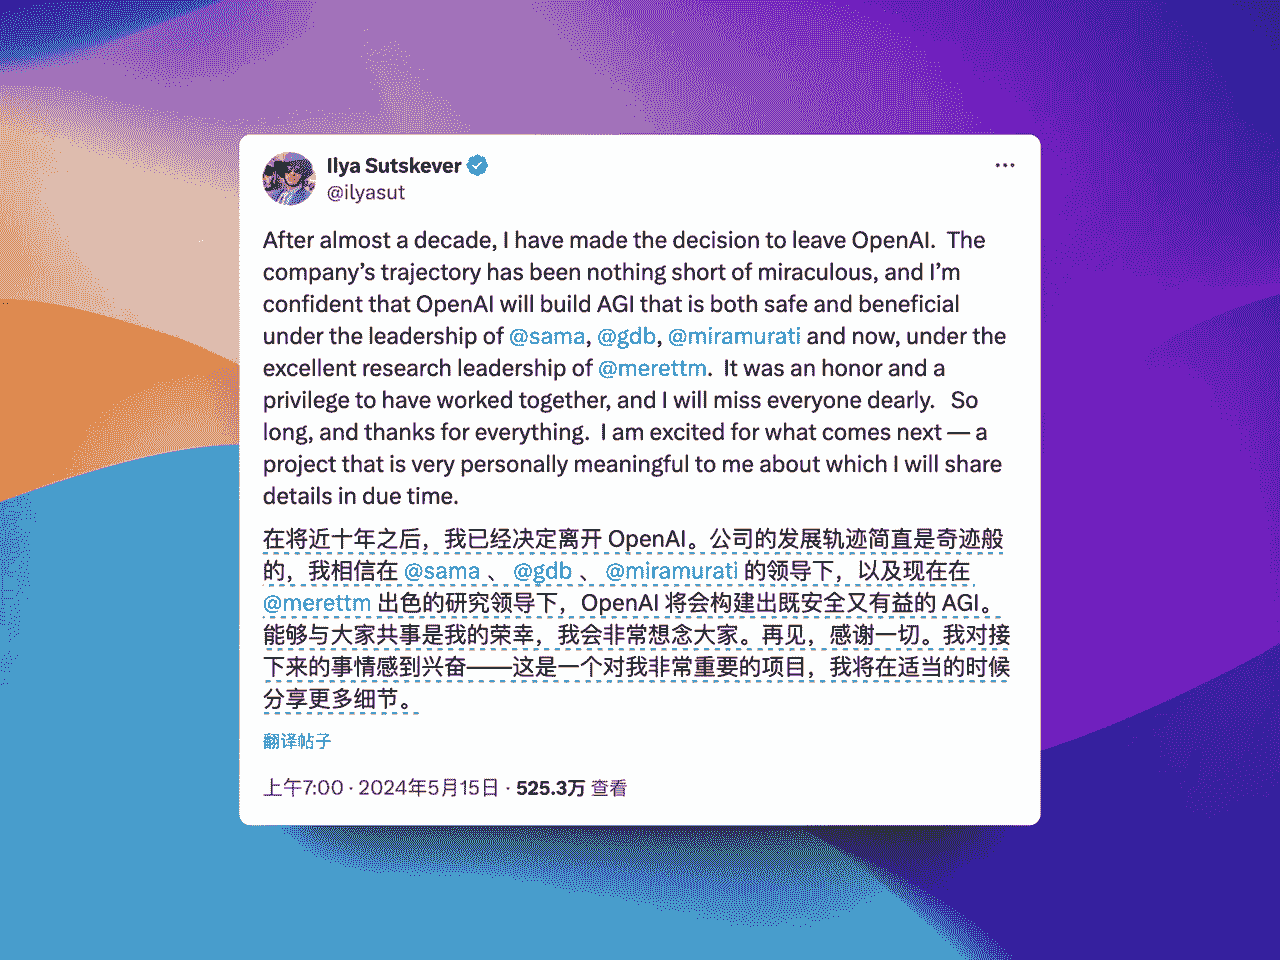 Ilya Sutskever
@ilyasut
After almost a decade, I have made the decision to leave OpenAI.  The
company’s trajectory has been nothing short of miraculous, and I’m
confident that OpenAI will build AGI that is both safe and beneficial
under the leadership of @sama, @gdb, @miramurati and now, under the
excellent research leadership of @merettm.  It was an honor and a
privilege to have worked together, and I will miss everyone dearly.   So
long, and thanks for everything.  I am excited for what comes next — a
project that is very personally meaningful to me about which I will share
details in due time.
在将近十年之后，我已经决定离开 OpenAI。公司的发展轨迹简直是奇迹般
的，我相信在 @sama 、 @gdb 、 @miramurati 的领导下，以及现在在
@merettm 出色的研究领导下，OpenAI 将会构建出既安全又有益的 AGI。
能够与大家共事是我的荣幸，我会非常想念大家。再见，感谢一切。我对接
下来的事情感到兴奋——这是一个对我非常重要的项目，我将在适当的时候
分享更多细节。
翻译帖子
上午7:00 · 2024年5月15日 · 525.3万 查看